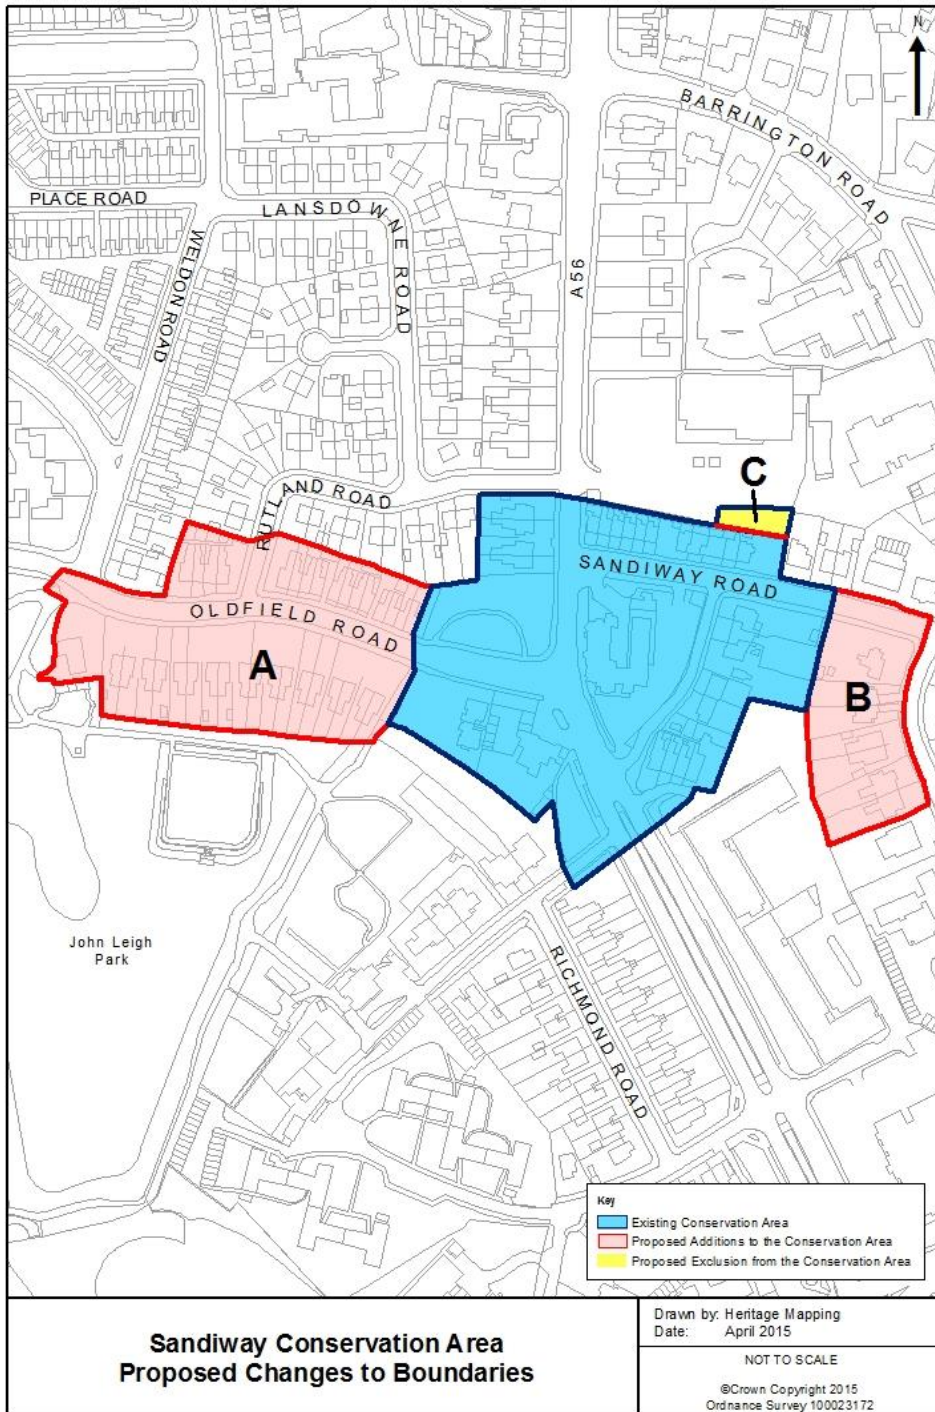 N
BARRINGTON ROAD
PLACE ROAD
LANSDOWNE ROAD
WELDON ROAD
A56
C
RUTLAND ROAD
SANDIWAY ROAD
OLDFIELD ROAD
A
B
John Leigh
Park
RICHMOND ROAD
Key
Existing Conservation Area
Proposed Additions to the Conservation Area
Proposed Exclusion from the Conservation Area
Sandiway Conservation Area
Proposed Changes to Boundaries
Drawn by: Heritage Mapping
Date: April 2015
NOT TO SCALE
©Crown Copyright 2015
Ordnance Survey 100023172